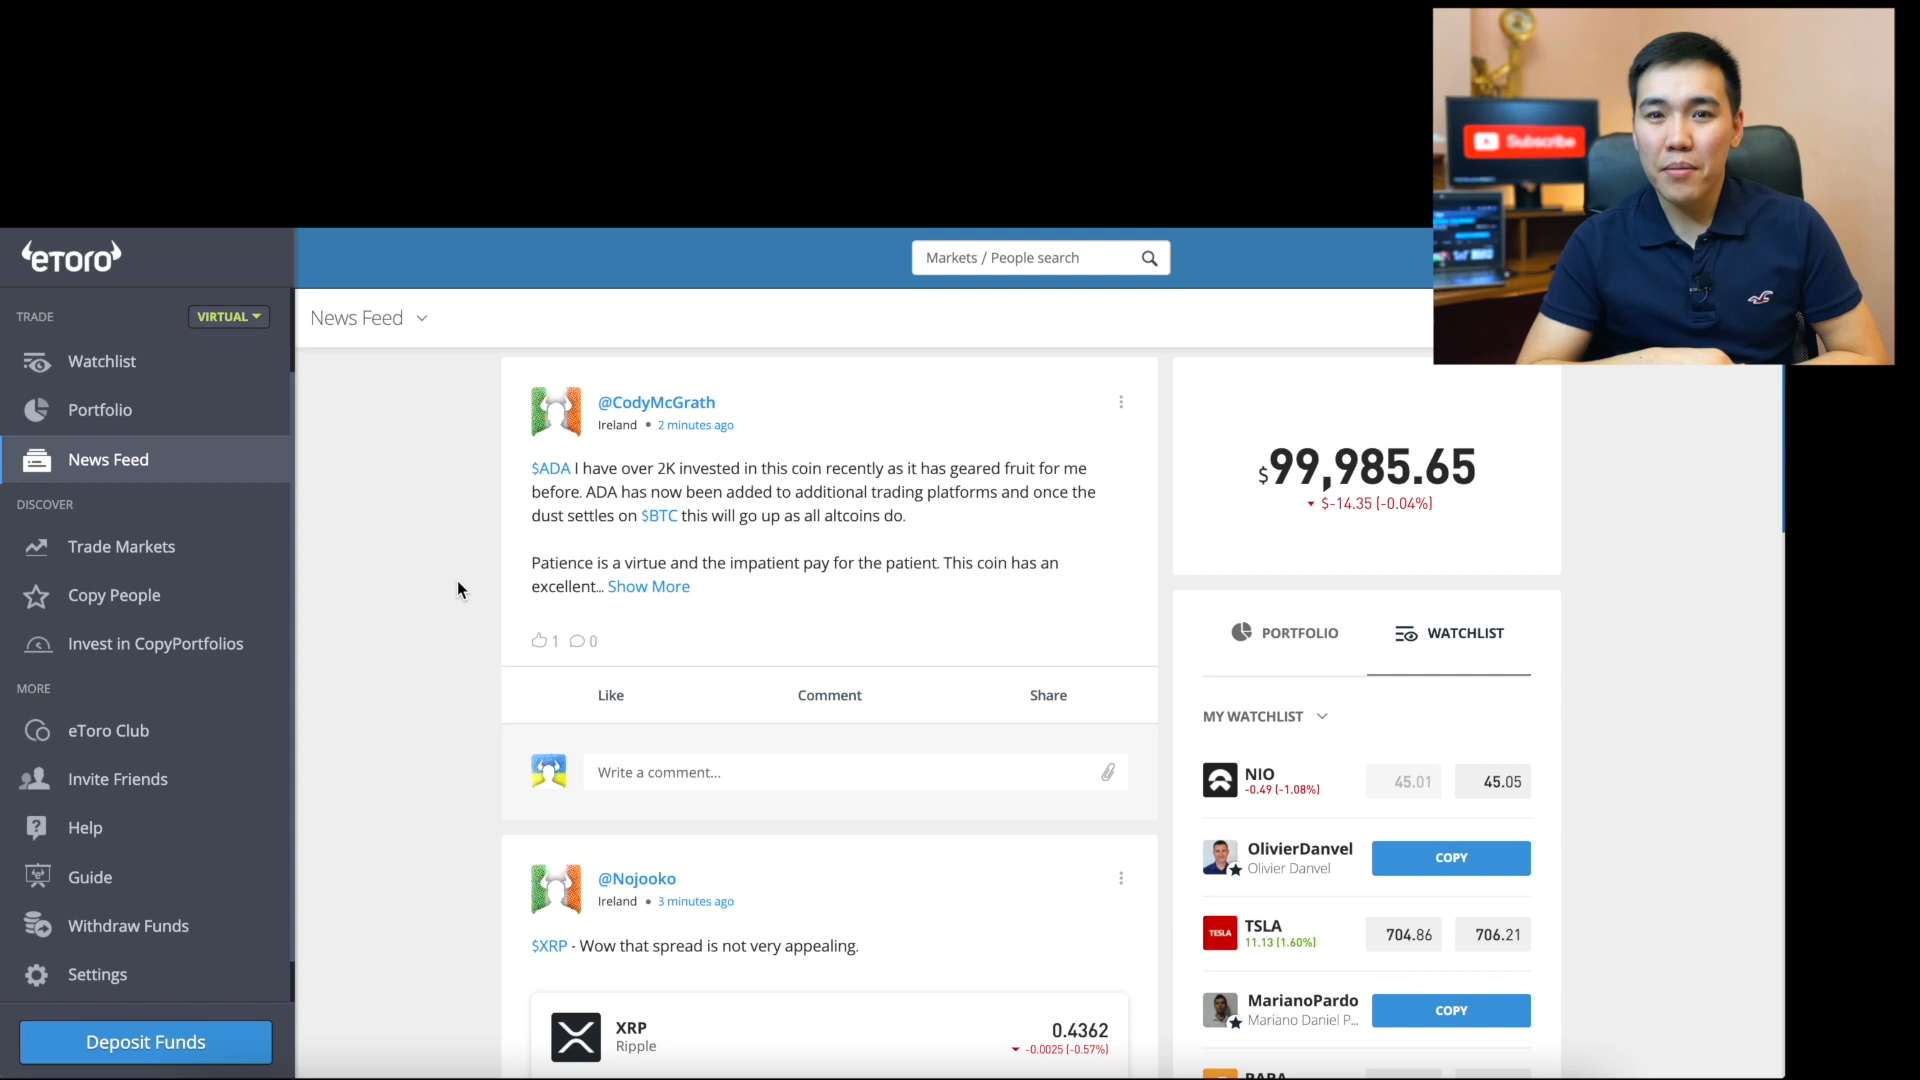 Subscribe
eToro
Markets / People search
TRADE
VIRTUAL
News Feed
Watchlist
Portfolio
News Feed
DISCOVER
Trade Markets
Copy People
Invest in CopyPortfolios
MORE
eToro Club
Invite Friends
Help
Guide
Withdraw Funds
Settings
Deposit Funds
@CodyMcGrath
Ireland • 2 minutes ago
$ADA I have over 2K invested in this coin recently as it has geared fruit for me
before. ADA has now been added to additional trading platforms and once the
dust settles on $BTC this will go up as all altcoins do.
Patience is a virtue and the impatient pay for the patient. This coin has an
excellent... Show More
1 0
Like Comment Share
Write a comment...
@Nojooko
Ireland • 3 minutes ago
$XRP - Wow that spread is not very appealing.
XRP 0.4362
Ripple -0.0025 (-0.57%)
$99,985.65
$-14.35 (-0.04%)
PORTFOLIO WATCHLIST
MY WATCHLIST
NIO 45.01 45.05
-0.49 (-1.08%)
OlivierDanvel COPY
Olivier Danvel
TESLA
TSLA 704.86 706.21
11.13 (1.60%)
MarianoPardo COPY
Mariano Daniel P...